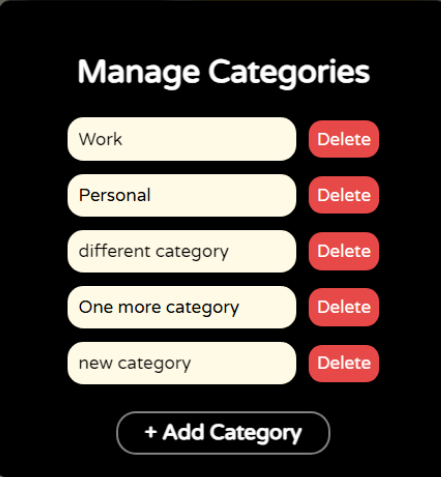 Manage Categories
Work Delete
Personal Delete
different category Delete
One more category Delete
new category Delete
+ Add Category